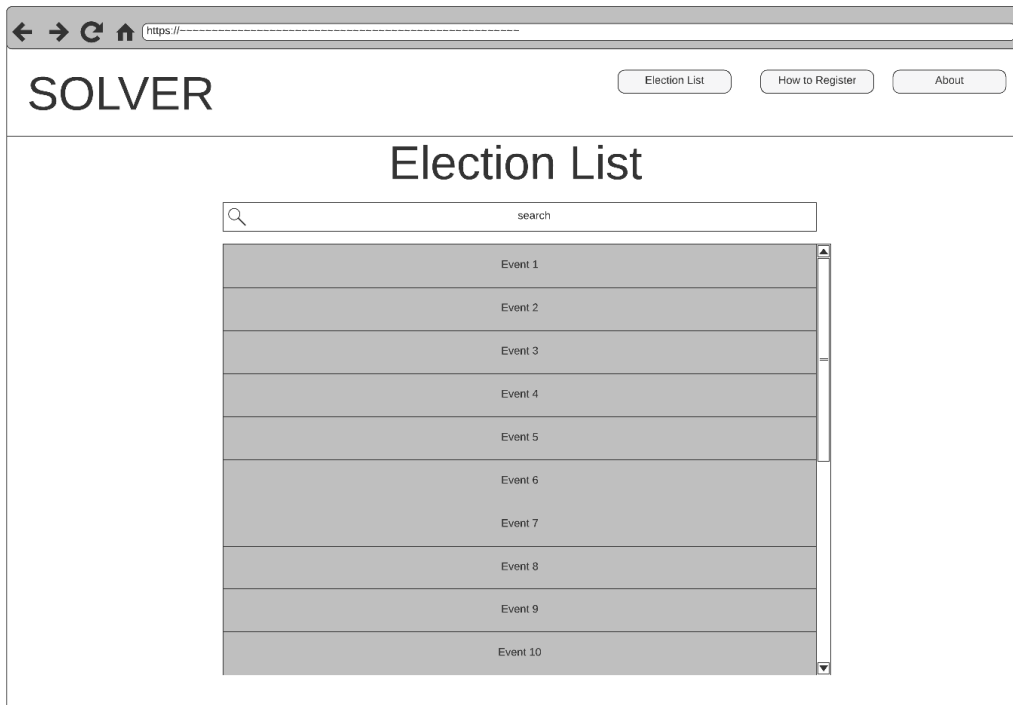 https://~~~~~~~~~~~~~~~~~~~~~~~~~~~~~~~~~~~~~~~~~~~~~~~~~~~~~
SOLVER
Election List
How to Register
About
Election List
search
Event 1
Event 2
Event 3
Event 4
Event 5
Event 6
Event 7
Event 8
Event 9
Event 10